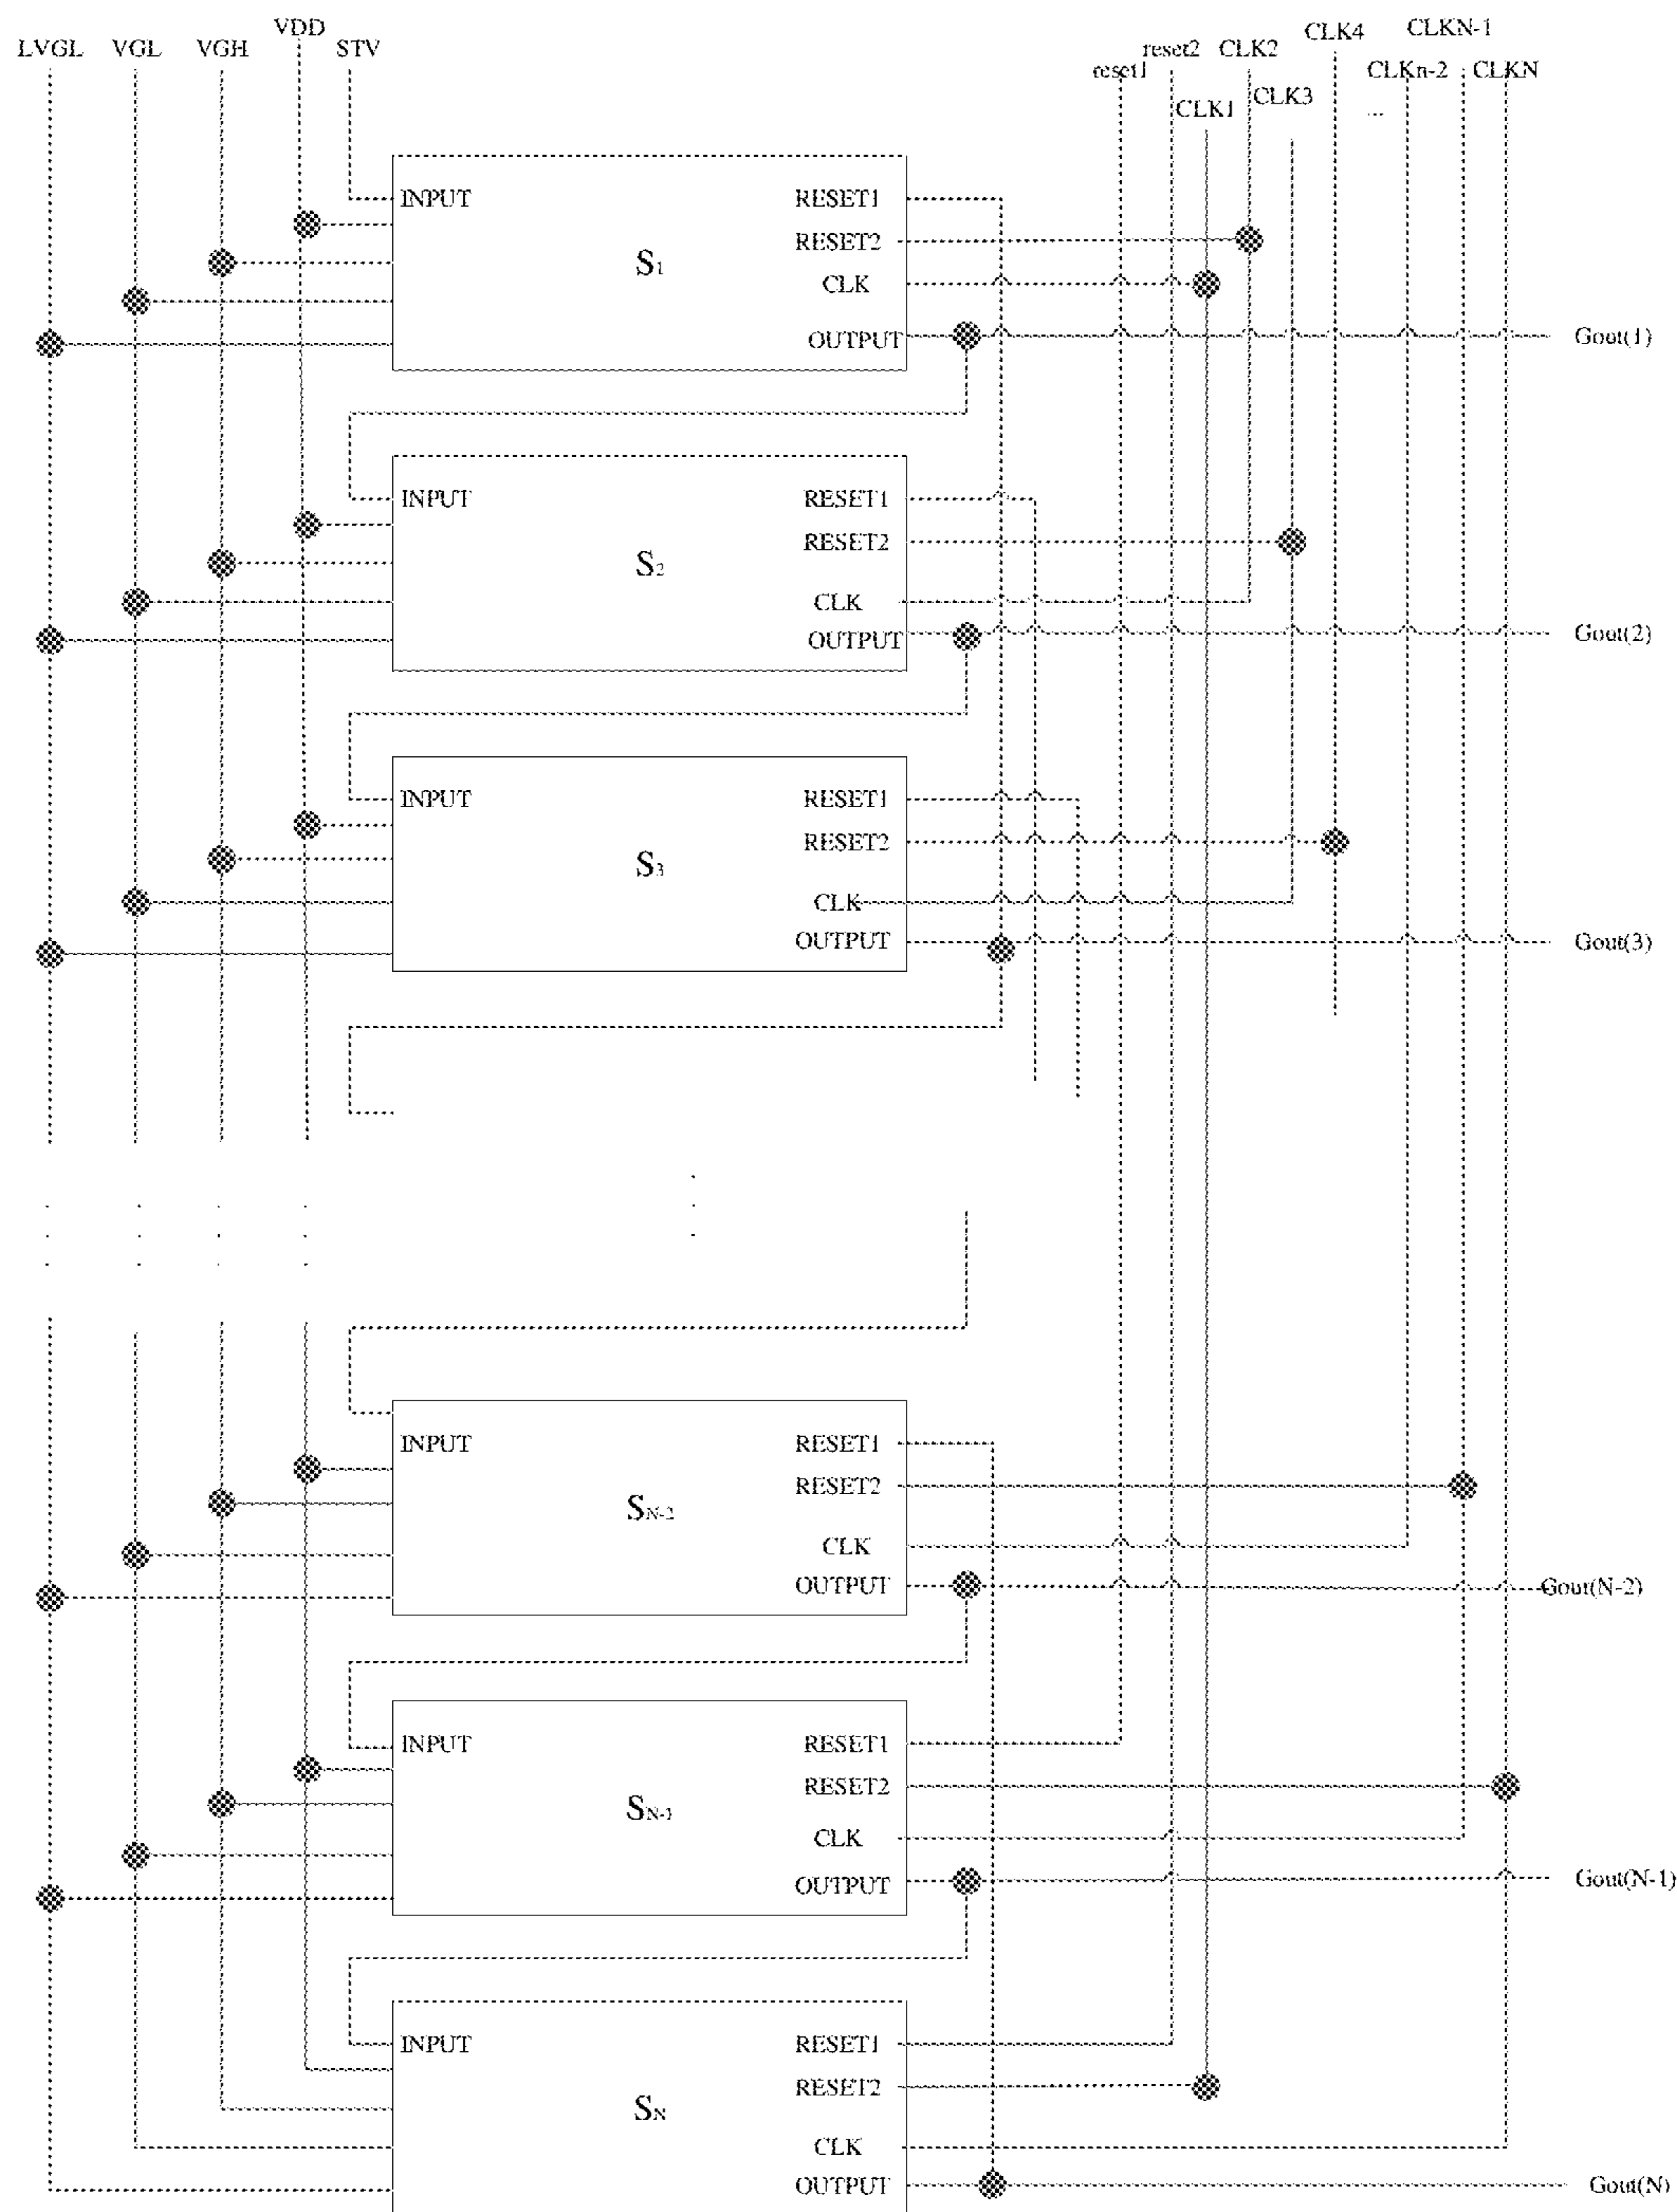 LVGL VGL VGH VDD STV reset1 reset2 CLK2 CLK4 CLKN-1
CLK1 CLK3 ... CLKn-2 CLKN
INPUT RESET1
RESET2
S1
CLK
OUTPUT Gout(1)
INPUT RESET1
RESET2
S2
CLK
OUTPUT Gout(2)
INPUT RESET1
RESET2
S3
CLK
OUTPUT Gout(3)
INPUT RESET1
RESET2
SN-2
CLK
OUTPUT Gout(N-2)
INPUT RESET1
RESET2
SN-1
CLK
OUTPUT Gout(N-1)
INPUT RESET1
RESET2
SN
CLK
OUTPUT Gout(N)